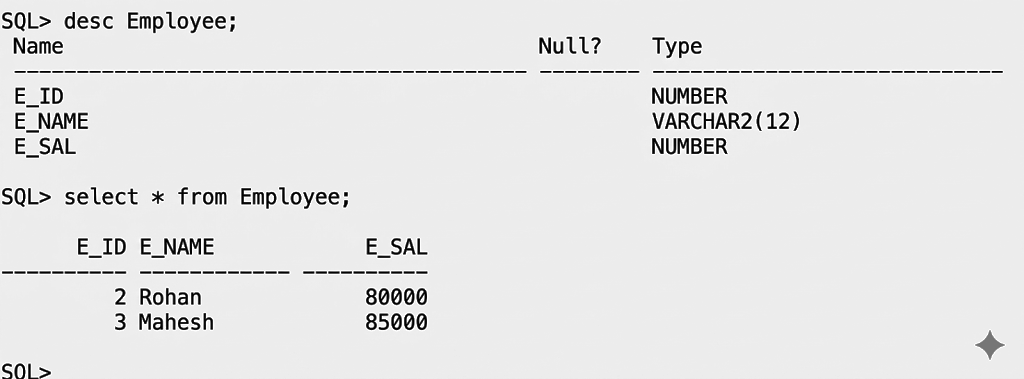 SQL> desc Employee;
Name Null? Type
----------------------------------------- -------- ----------------------------
E_ID NUMBER
E_NAME VARCHAR2(12)
E_SAL NUMBER
SQL> select * from Employee;
E_ID E_NAME E_SAL
---------- ------------ ----------
2 Rohan 80000
3 Mahesh 85000
SQL>